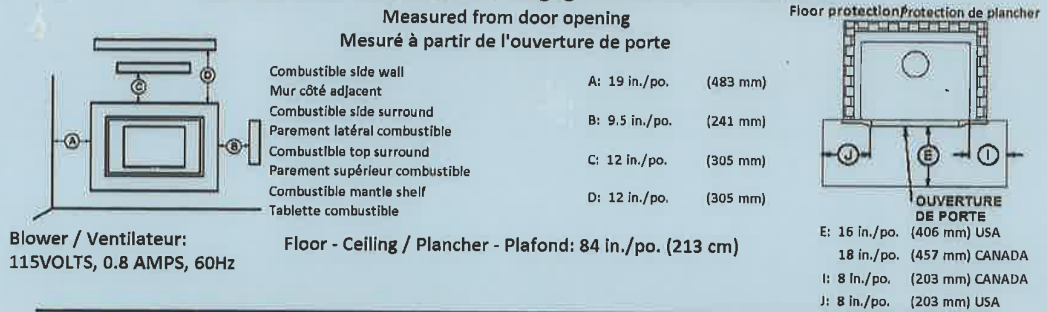 Measured from door opening
Mesuré à partir de l'ouverture de porte
D
C
A
B
Combustible side wall
Mur côté adjacent
A: 19 in./po. (483 mm)
Combustible side surround
Parement latéral combustible
B: 9.5 in./po. (241 mm)
Combustible top surround
Parement supérieur combustible
C: 12 in./po. (305 mm)
Combustible mantle shelf
Tablette combustible
D: 12 in./po. (305 mm)
Blower / Ventilateur:
115VOLTS, 0.8 AMPS, 60Hz
Floor - Ceiling / Plancher - Plafond: 84 in./po. (213 cm)
Floor protection/Protection de plancher
J
E
I
OUVERTURE
DE PORTE
E: 16 in./po. (406 mm) USA
18 in./po. (457 mm) CANADA
I: 8 in./po. (203 mm) CANADA
J: 8 in./po. (203 mm) USA